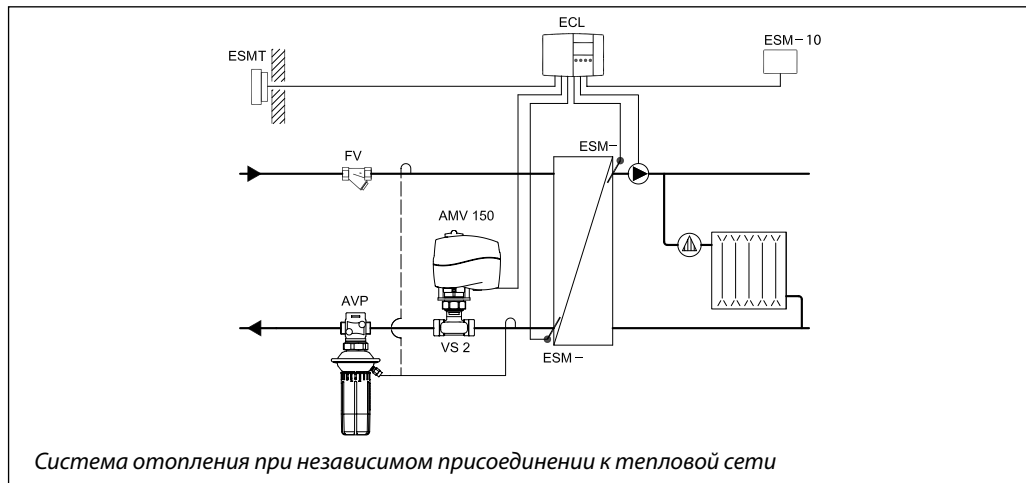 ECL
ESM-10
ESMT
ESM-
FV
AMV 150
AVP
VS 2
ESM-
Система отопления при независимом присоединении к тепловой сети